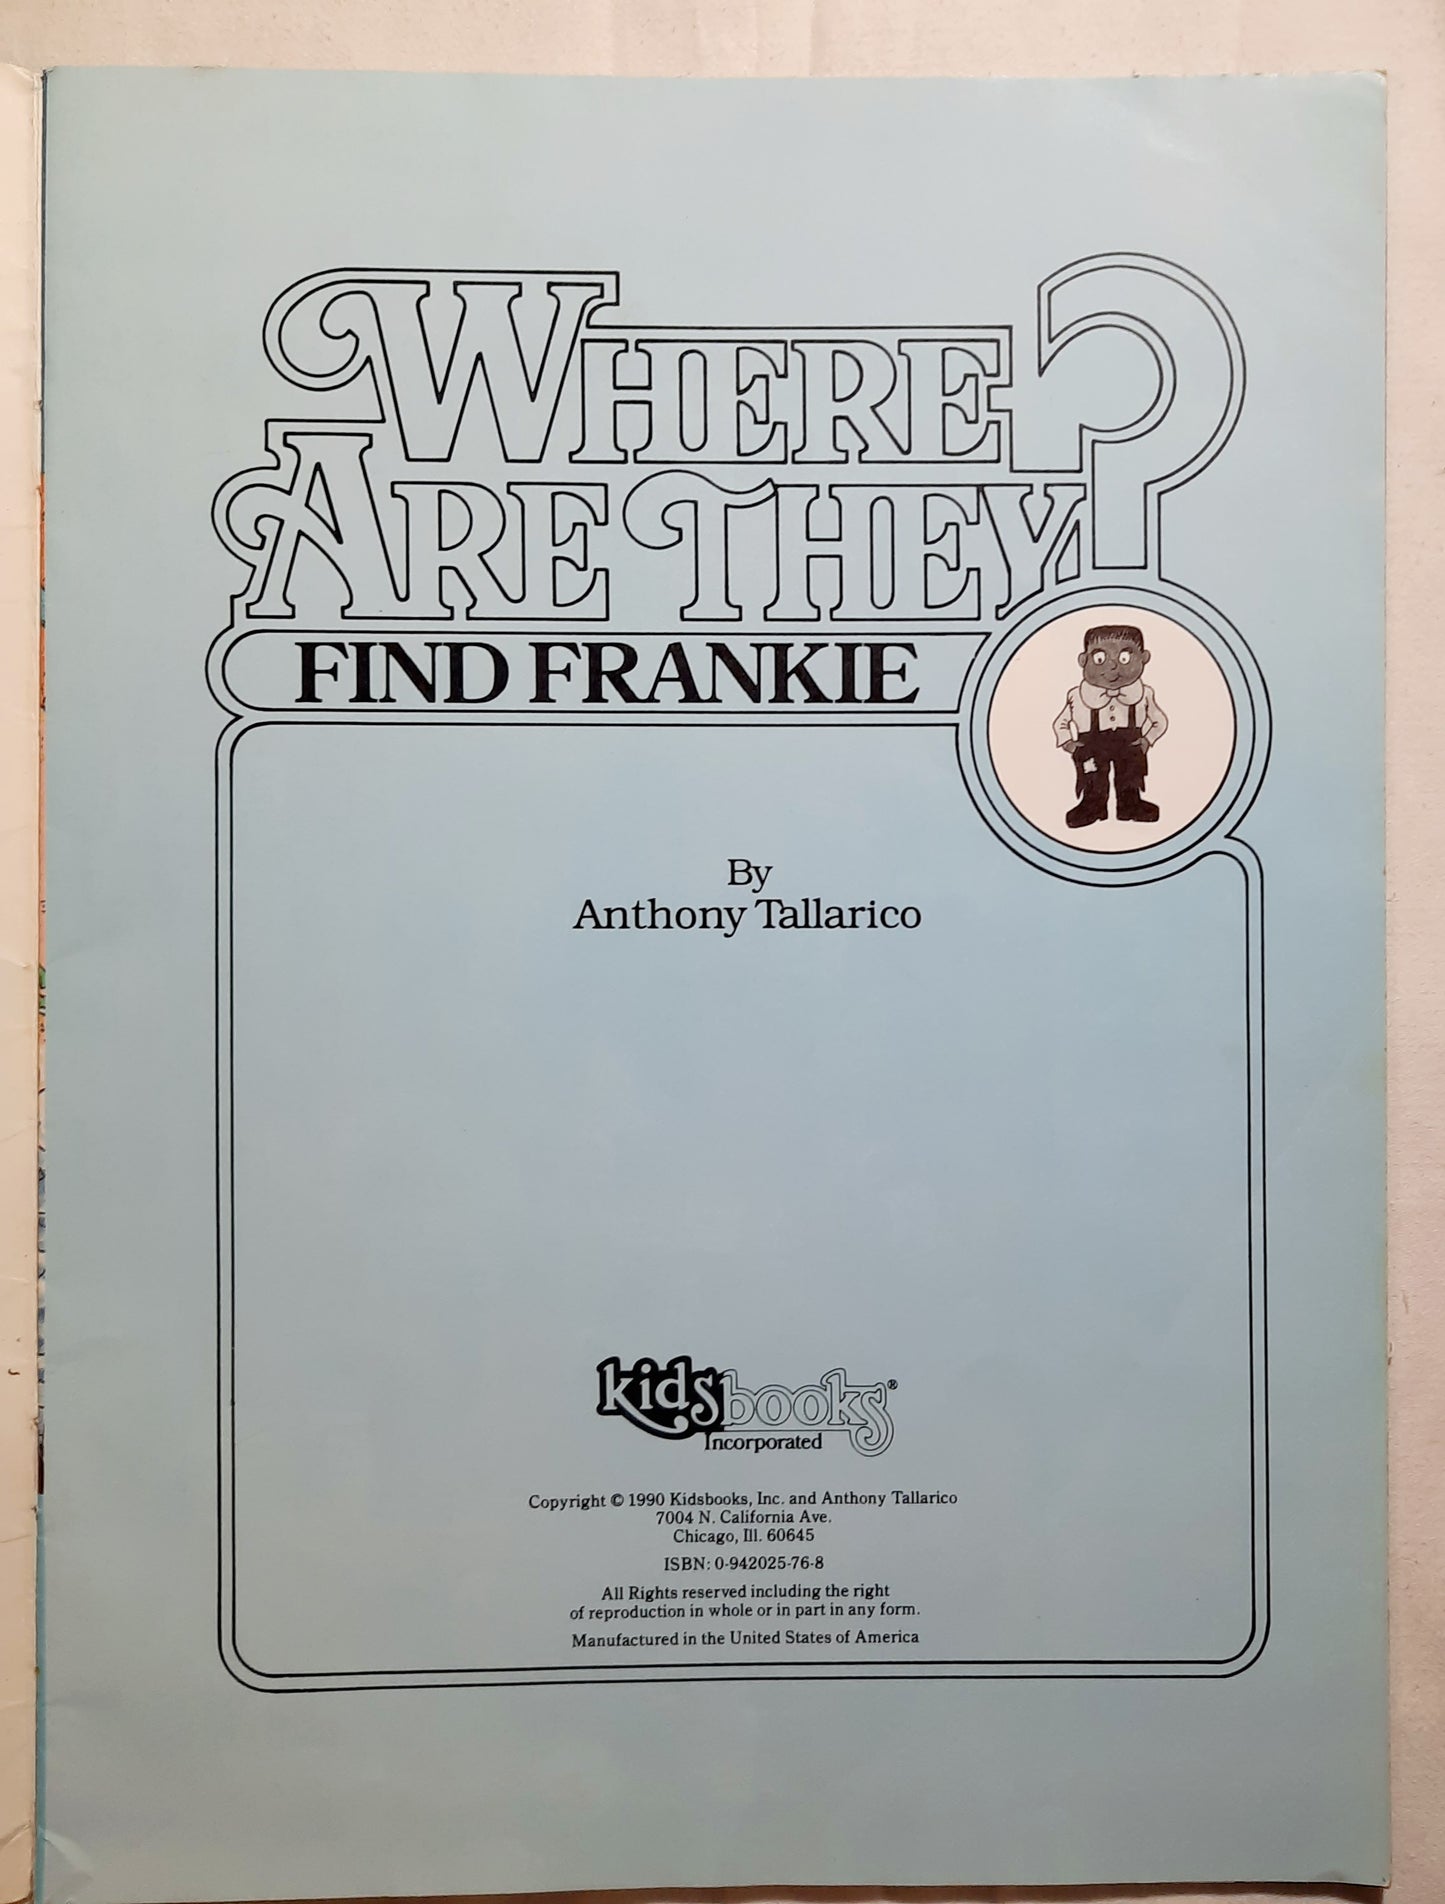 WHERE
ARE THEY?
FIND FRANKIE
By
Anthony Tallarico
kidsbooks®
Incorporated
Copyright © 1990 Kidsbooks, Inc. and Anthony Tallarico
7004 N. California Ave.
Chicago, Ill. 60645
ISBN: 0-942025-76-8
All Rights reserved including the right
of reproduction in whole or in part in any form.
Manufactured in the United States of America